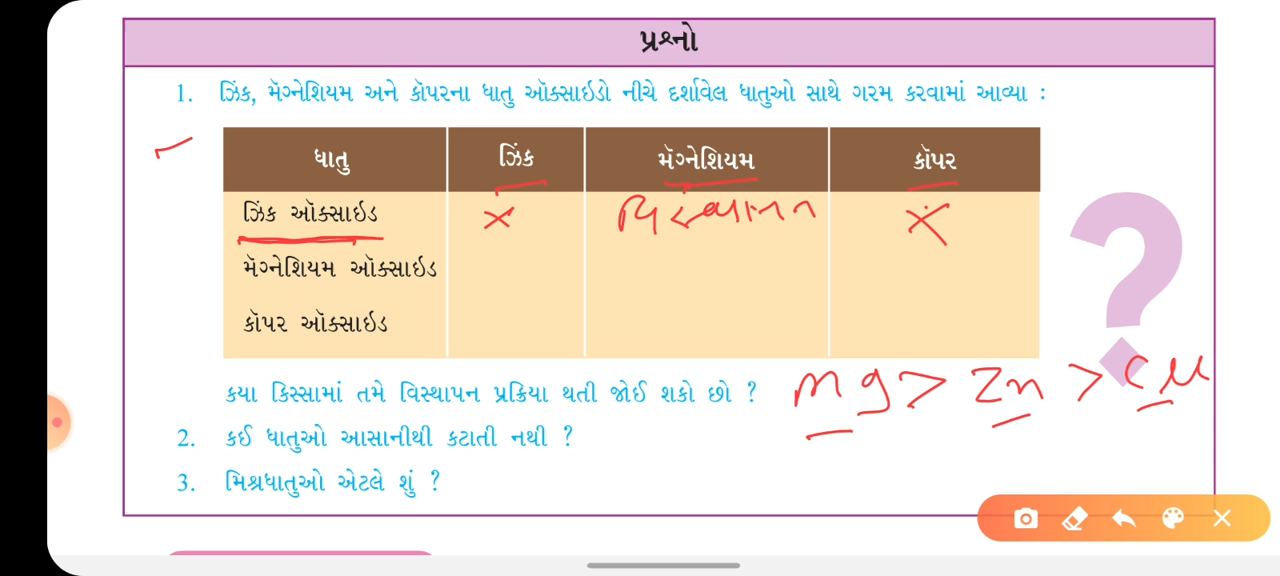 પ્રશ્નો
1. ઝિંક, મૅગ્નેશિયમ અને કૉપરના ધાતુ ઑક્સાઇડો નીચે દર્શાવેલ ધાતુઓ સાથે ગરમ કરવામાં આવ્યા :
ધાતુ ઝિંક મૅગ્નેશિયમ કૉપર
ઝિંક ઑક્સાઇડ × વિસ્થાપન ×
મૅગ્નેશિયમ ઑક્સાઇડ
કૉપર ઑક્સાઇડ
?
કયા કિસ્સામાં તમે વિસ્થાપન પ્રક્રિયા થતી જોઈ શકો છો ? mg > Zn > Cu
2. કઈ ધાતુઓ આસાનીથી કટાતી નથી ?
3. મિશ્રધાતુઓ એટલે શું ?